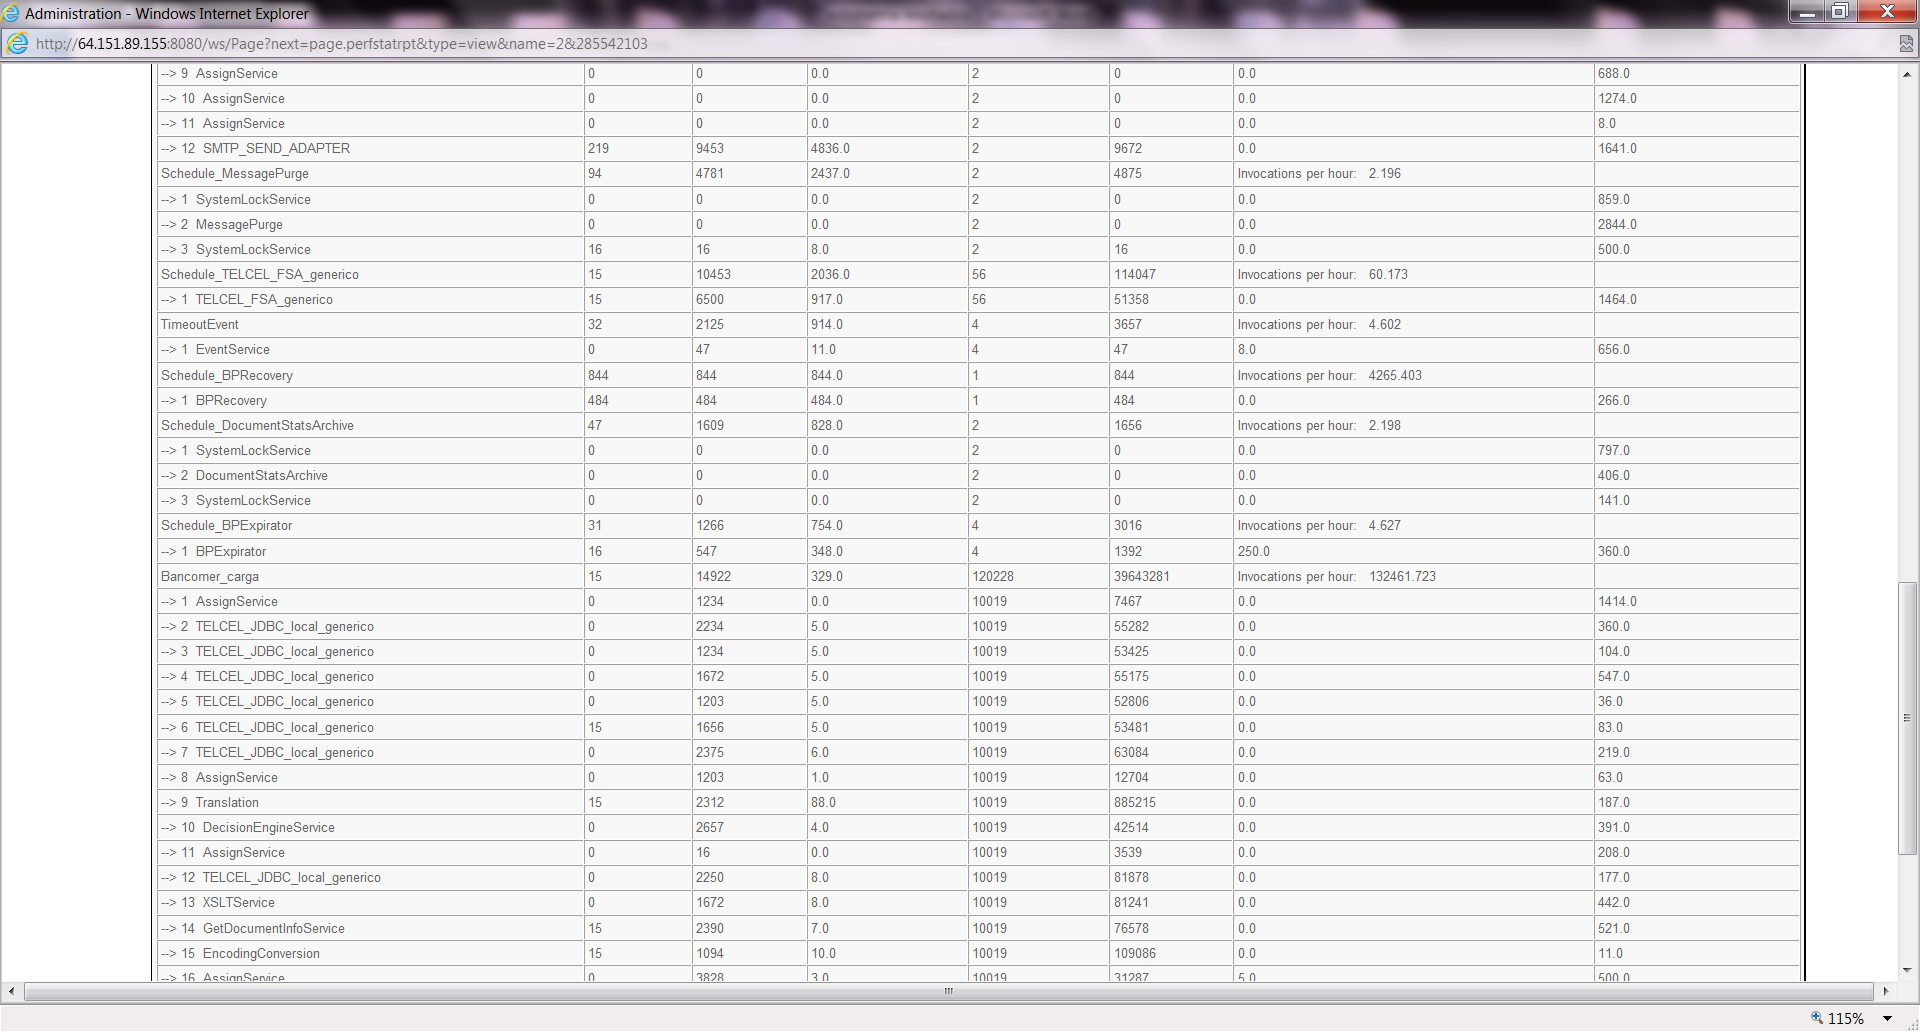 Administration - Windows Internet Explorer
http://64.151.89.155:8080/ws/Page?next=page.perfstatrpt&type=view&name=2&285542103
--> 9 AssignService 0 0 0.0 2 0 0.0 688.0
--> 10 AssignService 0 0 0.0 2 0 0.0 1274.0
--> 11 AssignService 0 0 0.0 2 0 0.0 8.0
--> 12 SMTP_SEND_ADAPTER 219 9453 4836.0 2 9672 0.0 1641.0
Schedule_MessagePurge 94 4781 2437.0 2 4875 Invocations per hour: 2.196
--> 1 SystemLockService 0 0 0.0 2 0 0.0 859.0
--> 2 MessagePurge 0 0 0.0 2 0 0.0 2844.0
--> 3 SystemLockService 16 16 8.0 2 16 0.0 500.0
Schedule_TELCEL_FSA_generico 15 10453 2036.0 56 114047 Invocations per hour: 60.173
--> 1 TELCEL_FSA_generico 15 6500 917.0 56 51358 0.0 1464.0
TimeoutEvent 32 2125 914.0 4 3657 Invocations per hour: 4.602
--> 1 EventService 0 47 11.0 4 47 8.0 656.0
Schedule_BPRecovery 844 844 844.0 1 844 Invocations per hour: 4265.403
--> 1 BPRecovery 484 484 484.0 1 484 0.0 266.0
Schedule_DocumentStatsArchive 47 1609 828.0 2 1656 Invocations per hour: 2.198
--> 1 SystemLockService 0 0 0.0 2 0 0.0 797.0
--> 2 DocumentStatsArchive 0 0 0.0 2 0 0.0 406.0
--> 3 SystemLockService 0 0 0.0 2 0 0.0 141.0
Schedule_BPExpirator 31 1266 754.0 4 3016 Invocations per hour: 4.627
--> 1 BPExpirator 16 547 348.0 4 1392 250.0 360.0
Bancomer_carga 15 14922 329.0 120228 39643281 Invocations per hour: 132461.723
--> 1 AssignService 0 1234 0.0 10019 7467 0.0 1414.0
--> 2 TELCEL_JDBC_local_generico 0 2234 5.0 10019 55282 0.0 360.0
--> 3 TELCEL_JDBC_local_generico 0 1234 5.0 10019 53425 0.0 104.0
--> 4 TELCEL_JDBC_local_generico 0 1672 5.0 10019 55175 0.0 547.0
--> 5 TELCEL_JDBC_local_generico 0 1203 5.0 10019 52806 0.0 36.0
--> 6 TELCEL_JDBC_local_generico 15 1656 5.0 10019 53481 0.0 83.0
--> 7 TELCEL_JDBC_local_generico 0 2375 6.0 10019 63084 0.0 219.0
--> 8 AssignService 0 1203 1.0 10019 12704 0.0 63.0
--> 9 Translation 15 2312 88.0 10019 885215 0.0 187.0
--> 10 DecisionEngineService 0 2657 4.0 10019 42514 0.0 391.0
--> 11 AssignService 0 16 0.0 10019 3539 0.0 208.0
--> 12 TELCEL_JDBC_local_generico 0 2250 8.0 10019 81878 0.0 177.0
--> 13 XSLTService 0 1672 8.0 10019 81241 0.0 442.0
--> 14 GetDocumentInfoService 15 2390 7.0 10019 76578 0.0 521.0
--> 15 EncodingConversion 15 1094 10.0 10019 109086 0.0 11.0
--> 16 AssignService 0 3828 3.0 10019 31287 5.0 500.0
115%